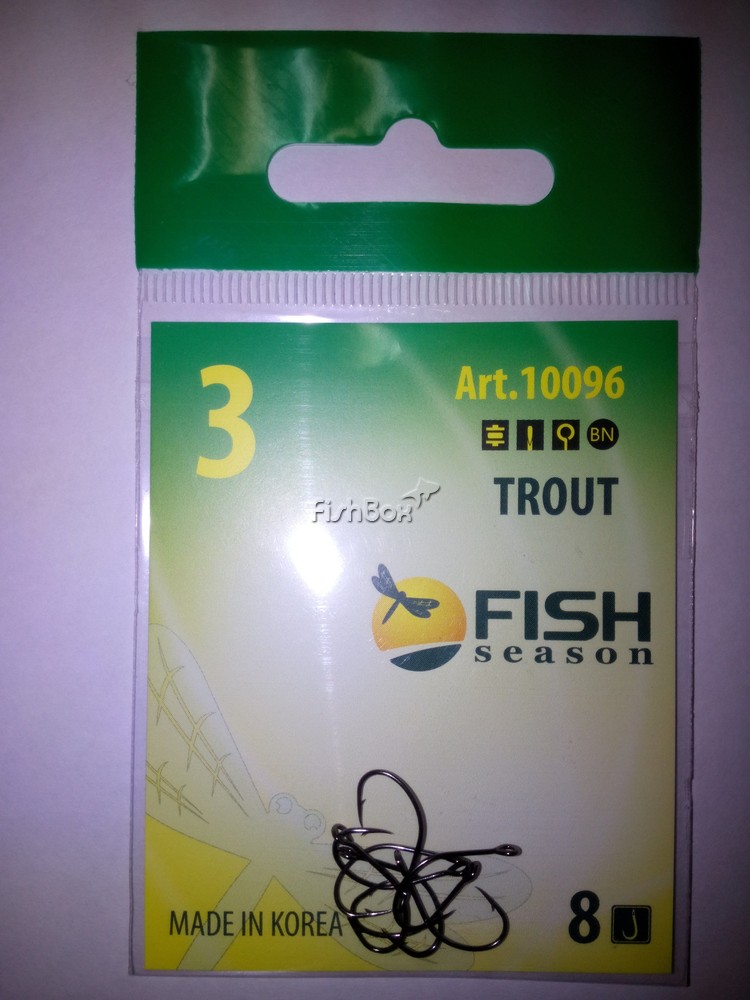 3
Art.10096
BN
TROUT
FishBox
FISH
season
MADE IN KOREA
8